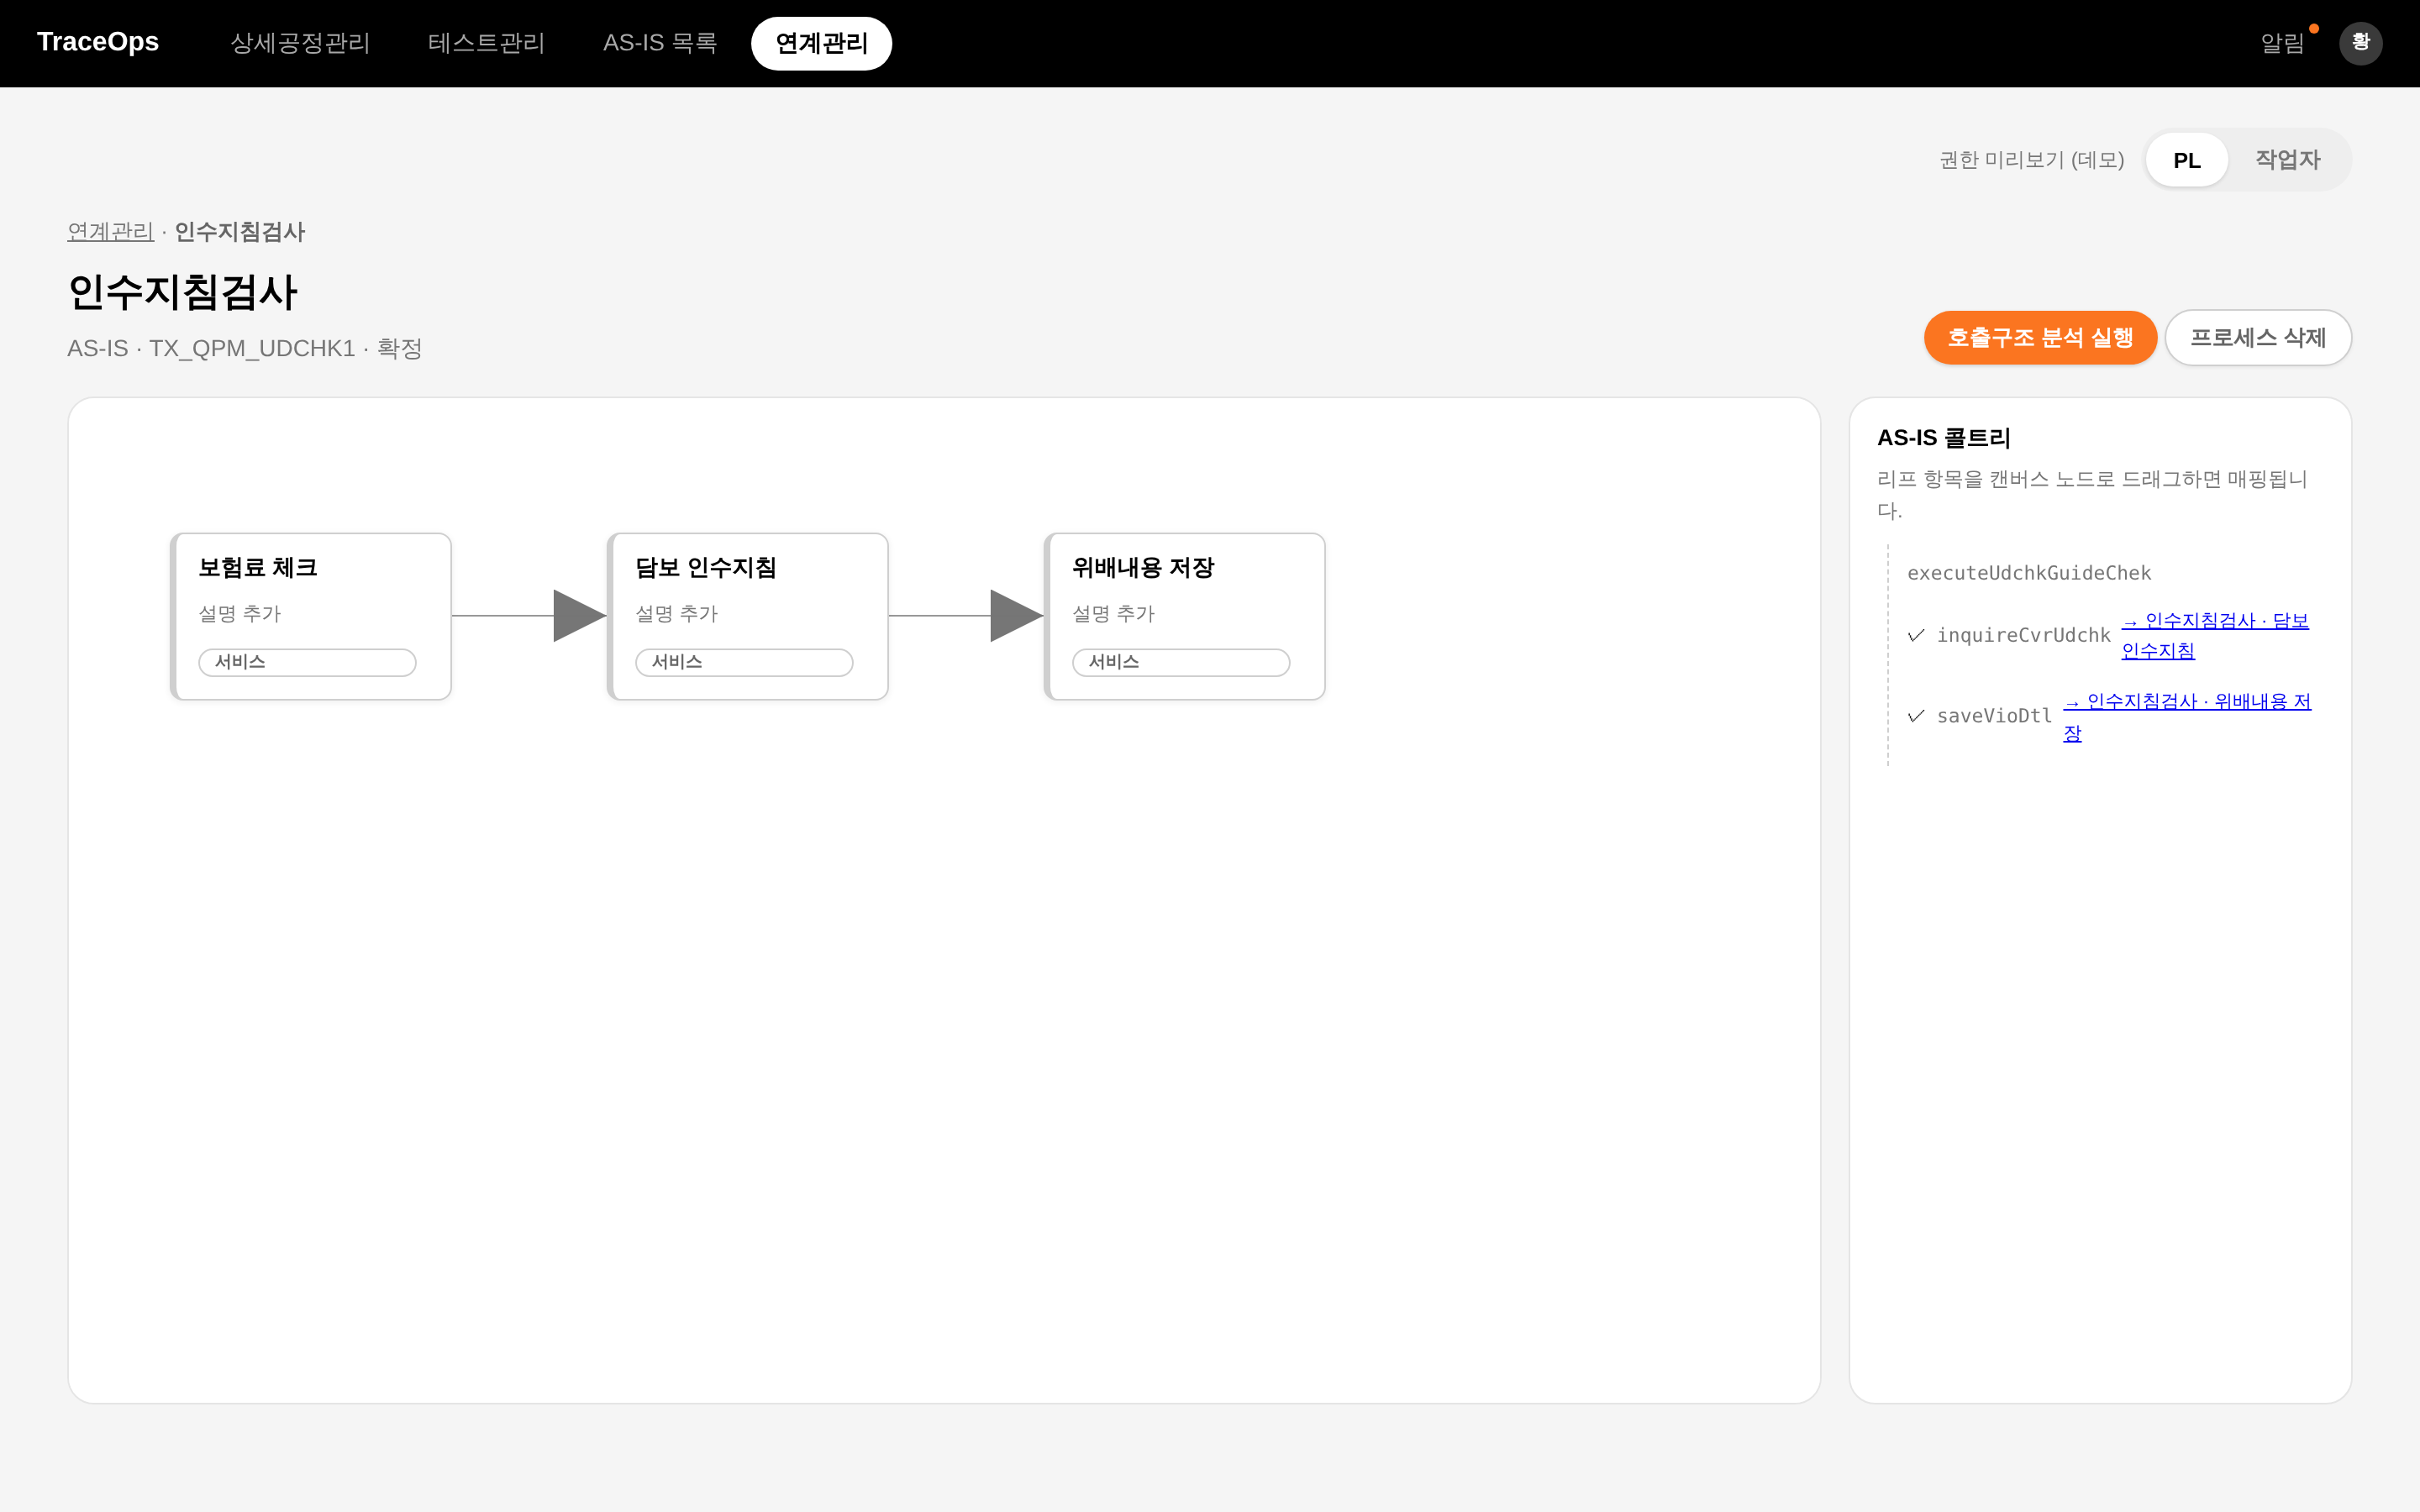 TraceOps 상세공정관리 테스트관리 AS-IS 목록 연계관리 알림 황
권한 미리보기 (데모) PL 작업자
연계관리 · 인수지침검사
인수지침검사
AS-IS · TX_QPM_UDCHK1 · 확정
호출구조 분석 실행 프로세스 삭제
보험료 체크
설명 추가
서비스
담보 인수지침
설명 추가
서비스
위배내용 저장
설명 추가
서비스
AS-IS 콜트리
리프 항목을 캔버스 노드로 드래그하면 매핑됩니
다.
executeUdchkGuideChek
✓ inquireCvrUdchk → 인수지침검사 · 담보
인수지침
✓ saveVioDtl → 인수지침검사 · 위배내용 저
장